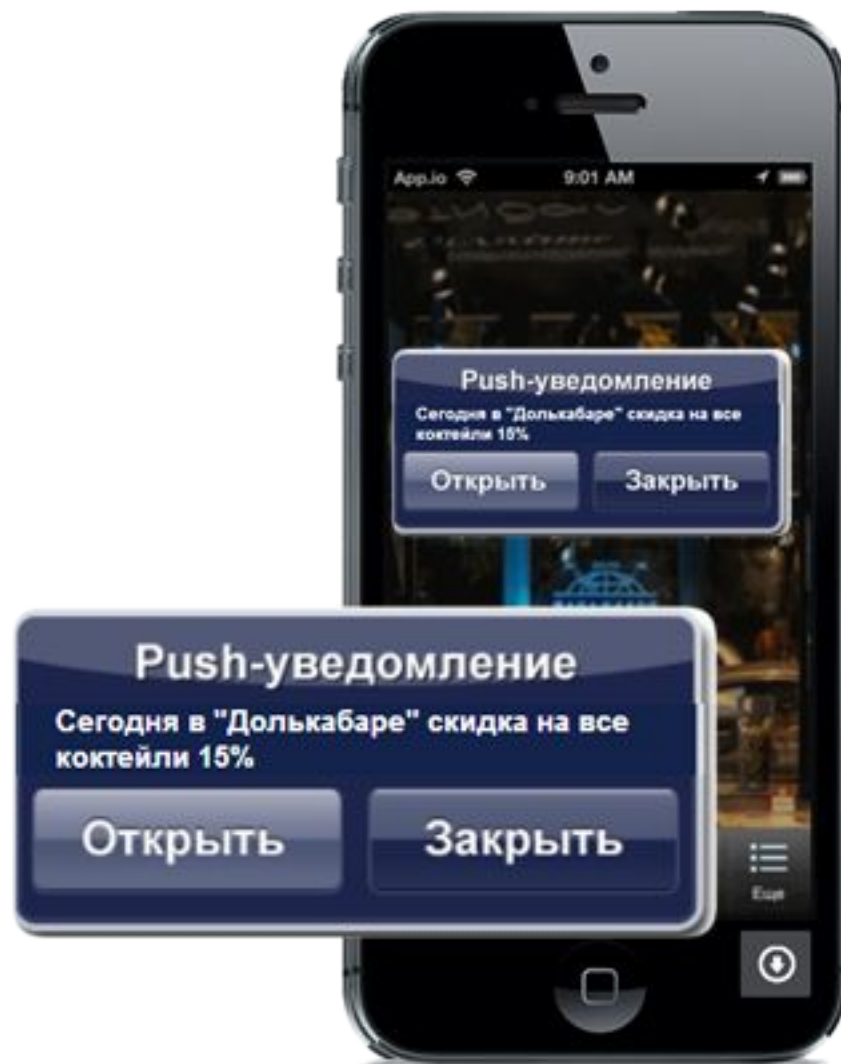 App.io
9:01 AM
Push-уведомление
Сегодня в "Долькабаре" скидка на все
коктейли 15%
Открыть
Закрыть
Push-уведомление
Сегодня в "Долькабаре" скидка на все
коктейли 15%
Открыть
Закрыть
Еще